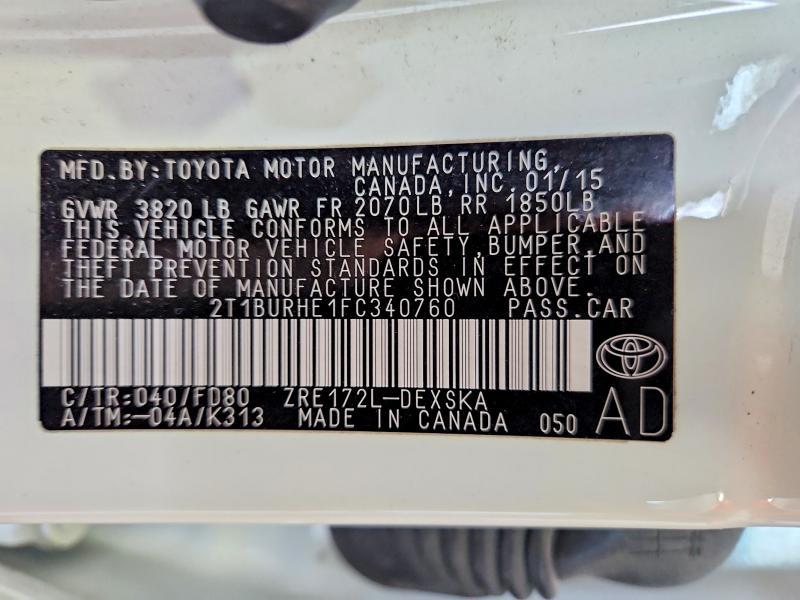 MFD.BY:TOYOTA MOTOR MANUFACTURING,
CANADA,INC.01/15
GVWR 3820 LB GAWR FR 2070LB,RR 1850LB
THIS VEHICLE CONFORMS TO ALL APPLICABLE
FEDERAL MOTOR VEHICLE SAFETY,BUMPER,AND
THEFT PREVENTION STANDARDS IN EFFECT ON
THE DATE OF MANUFACTURE SHOWN ABOVE.
2T1BURHE1FC340760 PASS.CAR
C/TR:040/FD80 ZRE172L-DEXSKA
A/TM:-04A/K313 MADE IN CANADA 050 AD